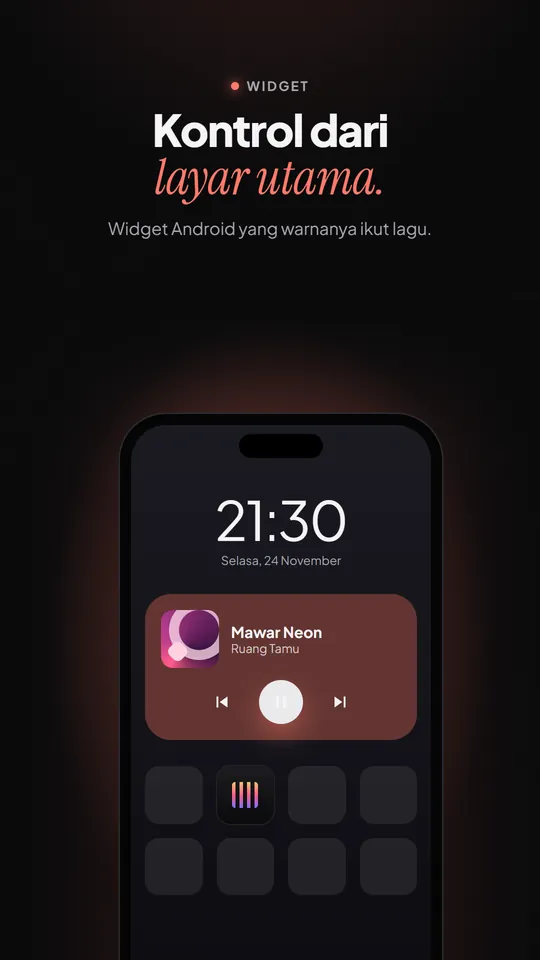 WIDGET
Kontrol dari
layar utama.
Widget Android yang warnanya ikut lagu.
21:30
Selasa, 24 November
Mawar Neon
Ruang Tamu